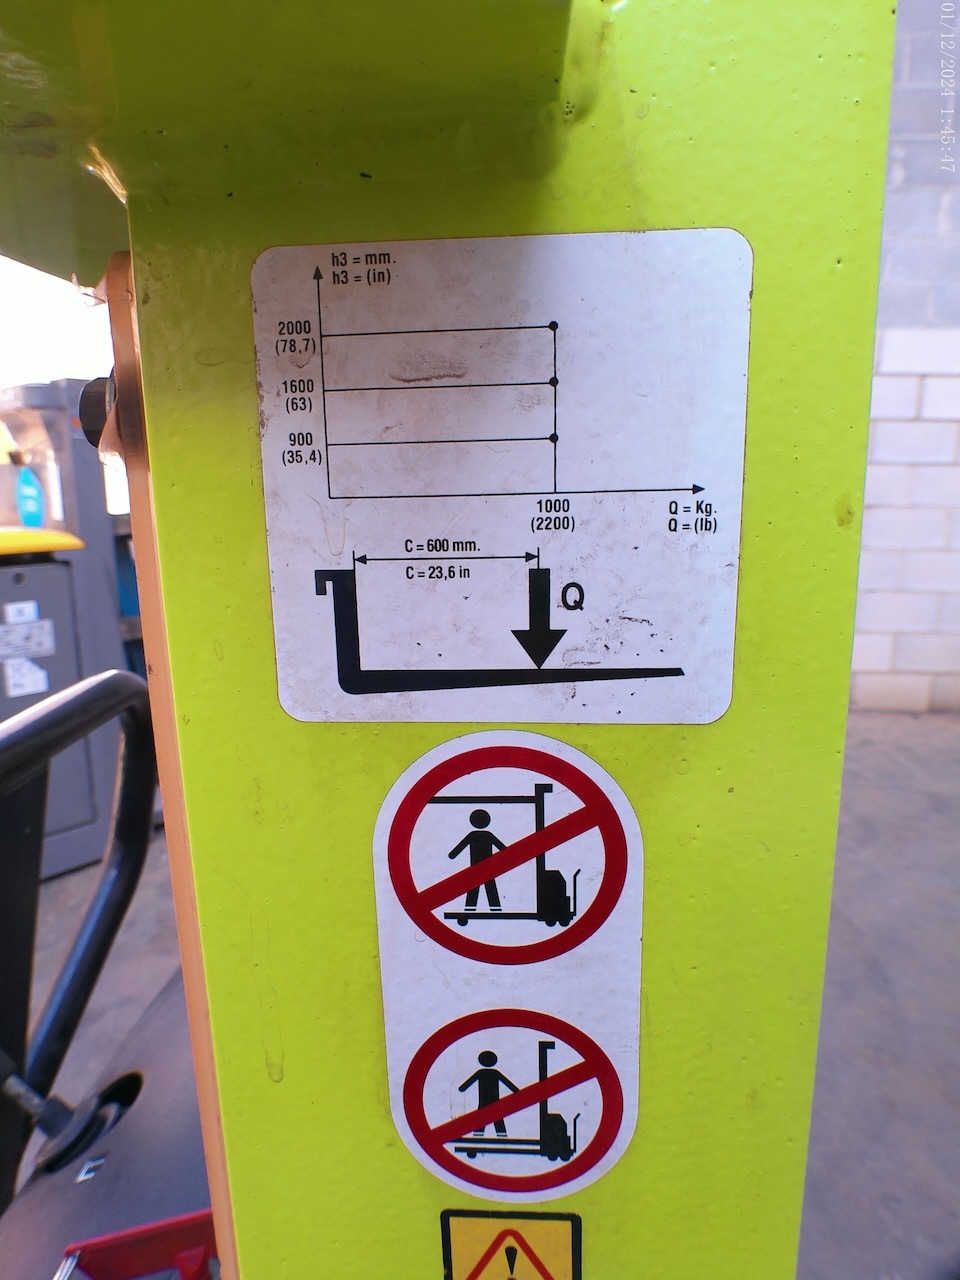 01/12/2024 1:45:47
h3 = mm.
h3 = (in)
2000
(78,7)
1600
(63)
900
(35,4)
1000
(2200)
Q = Kg.
Q = (lb)
C = 600 mm.
C = 23,6 in
Q